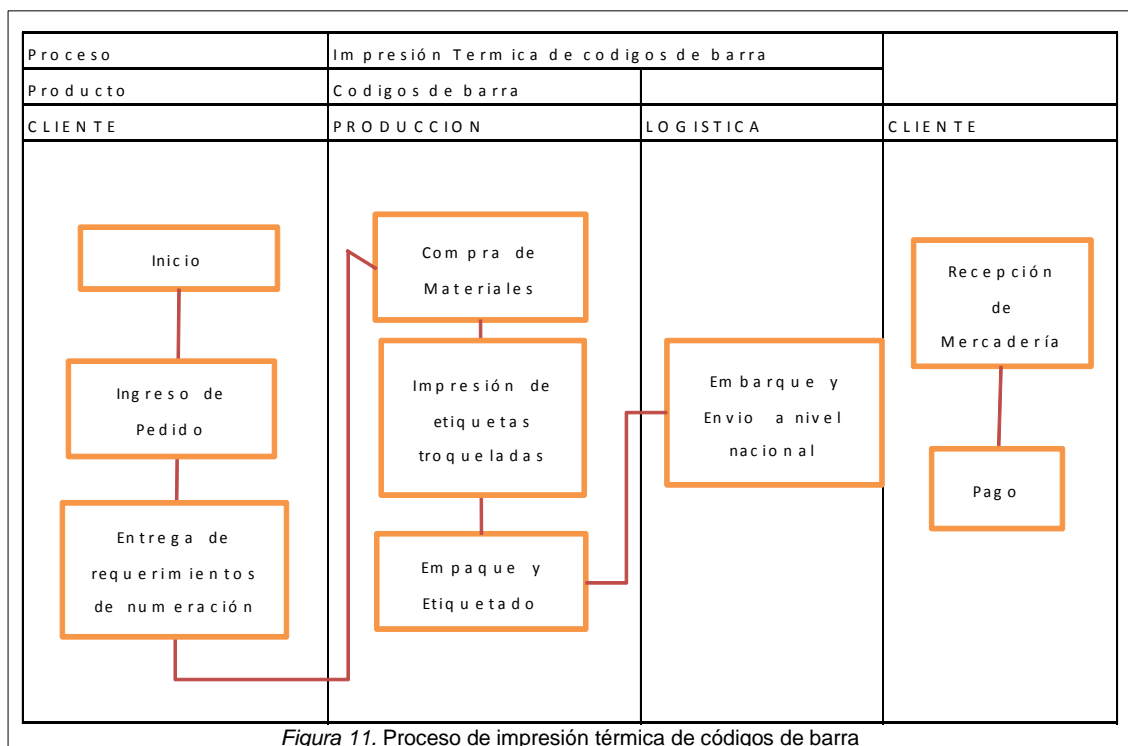 Proceso
Impresión Termica de codigos de barra
Producto
Codigos de barra
CLIENTE
PRODUCCION
LOGISTICA
CLIENTE
Inicio
Ingreso de
Pedido
Entrega de
requerimientos
de numeración
Compra de
Materiales
Impresión de
etiquetas
troqueladas
Empaque y
Etiquetado
Embarque y
Envio a nivel
nacional
Recepción
de
Mercadería
Pago
Figura 11. Proceso de impresión térmica de códigos de barra